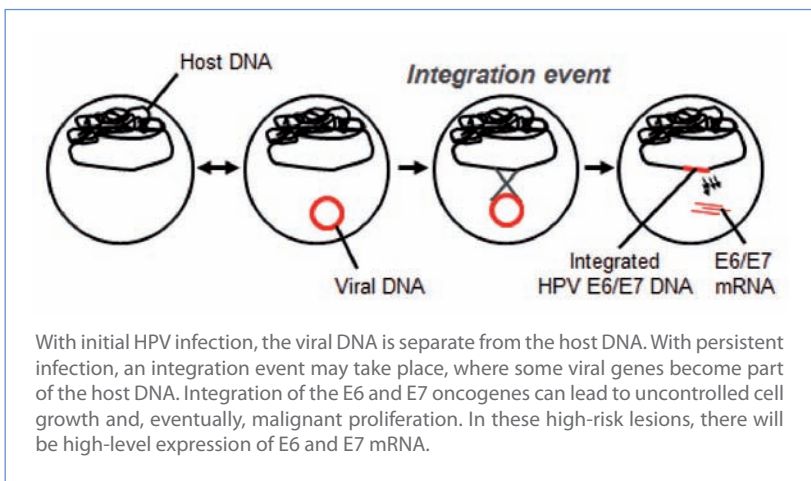 Host DNA
Integration event
Viral DNA
Integrated
HPV E6/E7 DNA
E6/E7
mRNA
With initial HPV infection, the viral DNA is separate from the host DNA. With persistent
infection, an integration event may take place, where some viral genes become part
of the host DNA. Integration of the E6 and E7 oncogenes can lead to uncontrolled cell
growth and, eventually, malignant proliferation. In these high-risk lesions, there will
be high-level expression of E6 and E7 mRNA.